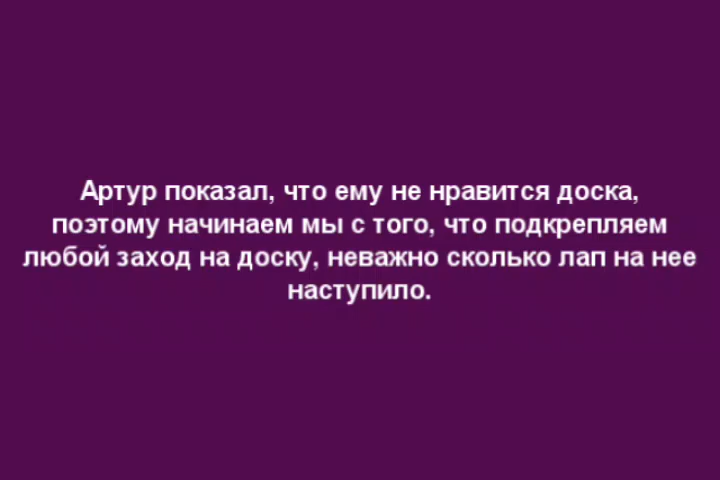 Артур показал, что ему не нравится доска,
поэтому начинаем мы с того, что подкрепляем
любой заход на доску, неважно сколько лап на нее
наступило.